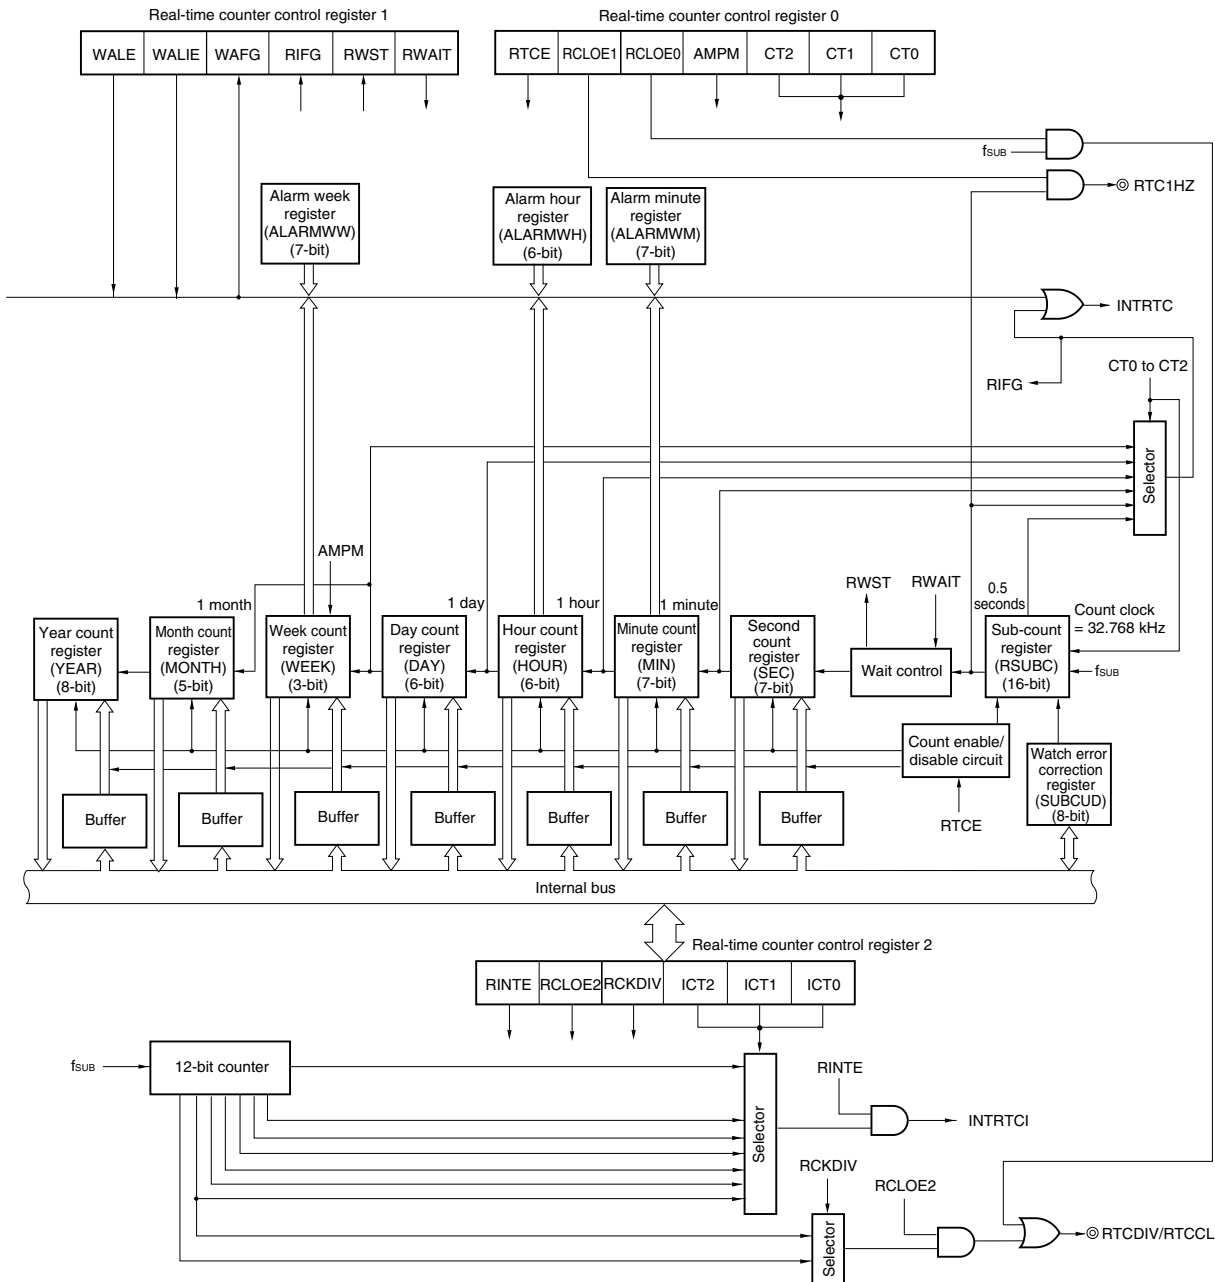 Real-time counter control register 1
Real-time counter control register 0
WALE WALIE WAFG RIFG RWST RWAIT
RTCE RCLOE1 RCLOE0 AMPM CT2 CT1 CT0
fSUB
RTC1HZ
Alarm week
register
(ALARMWW)
(7-bit)
Alarm hour
register
(ALARMWH)
(6-bit)
Alarm minute
register
(ALARMWM)
(7-bit)
INTRTC
RIFG
CT0 to CT2
Selector
AMPM
RWST
RWAIT
0.5
seconds
Count clock
= 32.768 kHz
1 month
1 day
1 hour
1 minute
Year count
register
(YEAR)
(8-bit)
Month count
register
(MONTH)
(5-bit)
Week count
register
(WEEK)
(3-bit)
Day count
register
(DAY)
(6-bit)
Hour count
register
(HOUR)
(6-bit)
Minute count
register
(MIN)
(7-bit)
Second
count
register
(SEC)
(7-bit)
Wait control
Sub-count
register
(RSUBC)
(16-bit)
fSUB
Count enable/
disable circuit
RTCE
Watch error
correction
register
(SUBCUD)
(8-bit)
Buffer
Buffer
Buffer
Buffer
Buffer
Buffer
Buffer
Internal bus
Real-time counter control register 2
RINTE RCLOE2 RCKDIV ICT2 ICT1 ICT0
fSUB
12-bit counter
Selector
RINTE
INTRTCI
RCKDIV
Selector
RCLOE2
RTCDIV/RTCCL